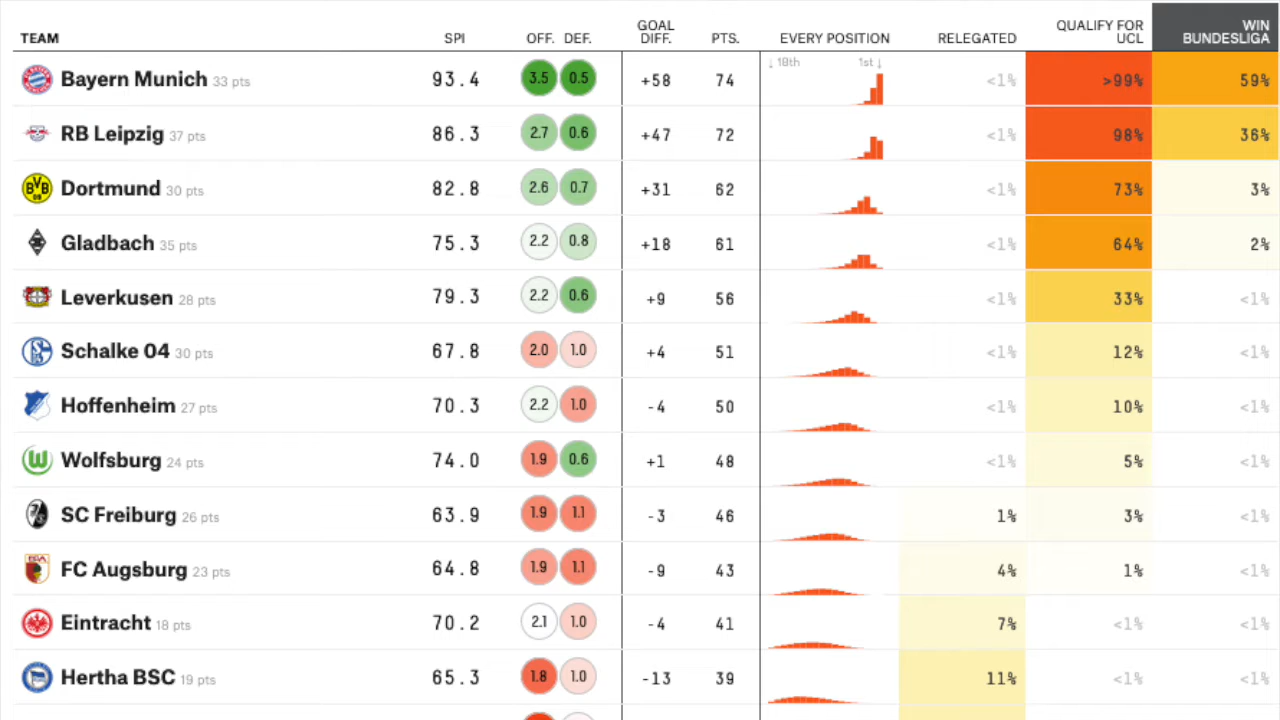 TEAM SPI OFF. DEF. GOAL DIFF. PTS. EVERY POSITION RELEGATED QUALIFY FOR UCL WIN BUNDESLIGA
↓ 18th 1st ↓
Bayern Munich 33 pts 93.4 3.5 0.5 +58 74 <1% >99% 59%
RB Leipzig 37 pts 86.3 2.7 0.6 +47 72 <1% 98% 36%
Dortmund 30 pts 82.8 2.6 0.7 +31 62 <1% 73% 3%
Gladbach 35 pts 75.3 2.2 0.8 +18 61 <1% 64% 2%
Leverkusen 28 pts 79.3 2.2 0.6 +9 56 <1% 33% <1%
Schalke 04 30 pts 67.8 2.0 1.0 +4 51 <1% 12% <1%
Hoffenheim 27 pts 70.3 2.2 1.0 -4 50 <1% 10% <1%
Wolfsburg 24 pts 74.0 1.9 0.6 +1 48 <1% 5% <1%
SC Freiburg 26 pts 63.9 1.9 1.1 -3 46 1% 3% <1%
FC Augsburg 23 pts 64.8 1.9 1.1 -9 43 4% 1% <1%
Eintracht 18 pts 70.2 2.1 1.0 -4 41 7% <1% <1%
Hertha BSC 19 pts 65.3 1.8 1.0 -13 39 11% <1% <1%